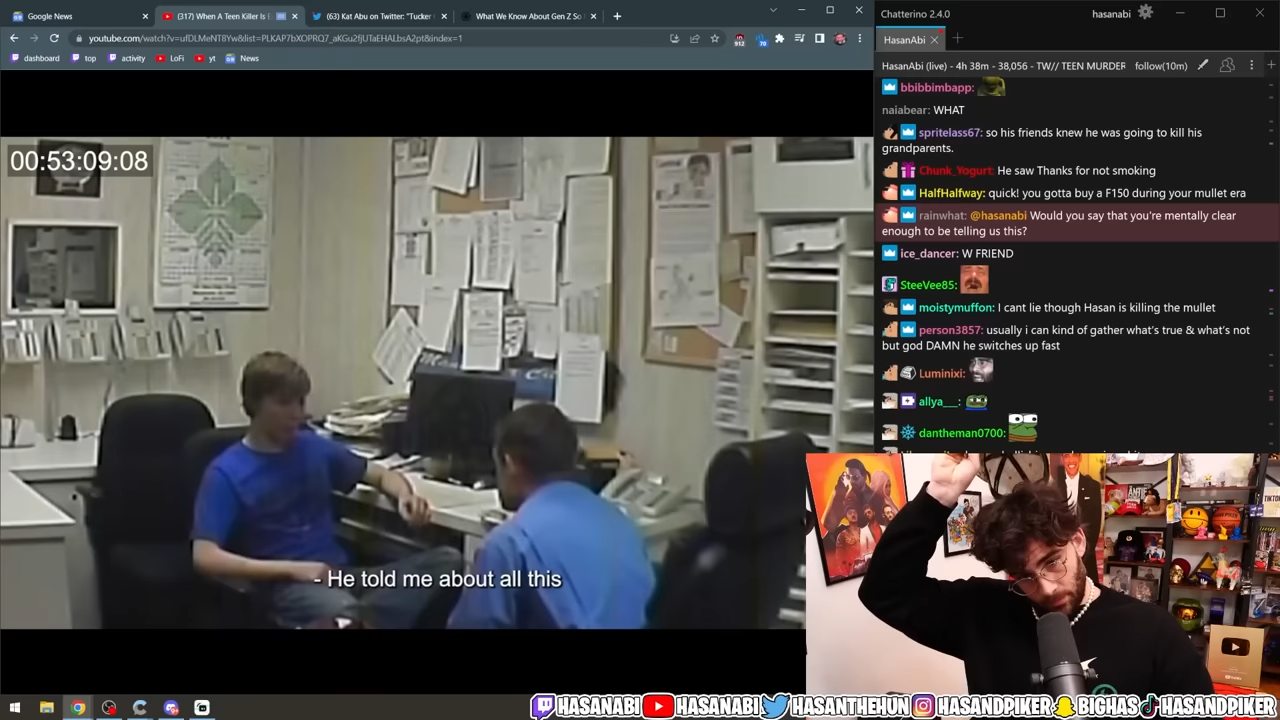 Google News
(317) When A Teen Killer Is
(63) Kat Abu on Twitter: "Tucker
What We Know About Gen Z So
youtube.com/watch?v=ufDLMeNT8Yw&list=PLKAP7bXOPRQ7_aKGu2fjUTaEHALbsA2pt&index=1
912
70
dashboard
top
activity
LoFi
yt
News
00:53:09:08
- He told me about all this
Chatterino 2.4.0
hasanabi
HasanAbi
HasanAbi (live) - 4h 38m - 38,056 - TW// TEEN MURDER
follow(10m)
bbibbimbapp:
naiabear: WHAT
spritelass67: so his friends knew he was going to kill his
grandparents.
Chunk_Yogurt: He saw Thanks for not smoking
HalfHalfway: quick! you gotta buy a F150 during your mullet era
rainwhat: @hasanabi Would you say that you're mentally clear
enough to be telling us this?
ice_dancer: W FRIEND
SteeVee85:
moistymuffon: I cant lie though Hasan is killing the mullet
person3857: usually i can kind of gather what's true & what's not
but god DAMN he switches up fast
Luminixi:
allya___:
dantheman0700:
HASANABI
HASANABI
HASANTHEHUN
HASANDPIKER
BIGHAS
HASANDPIKER